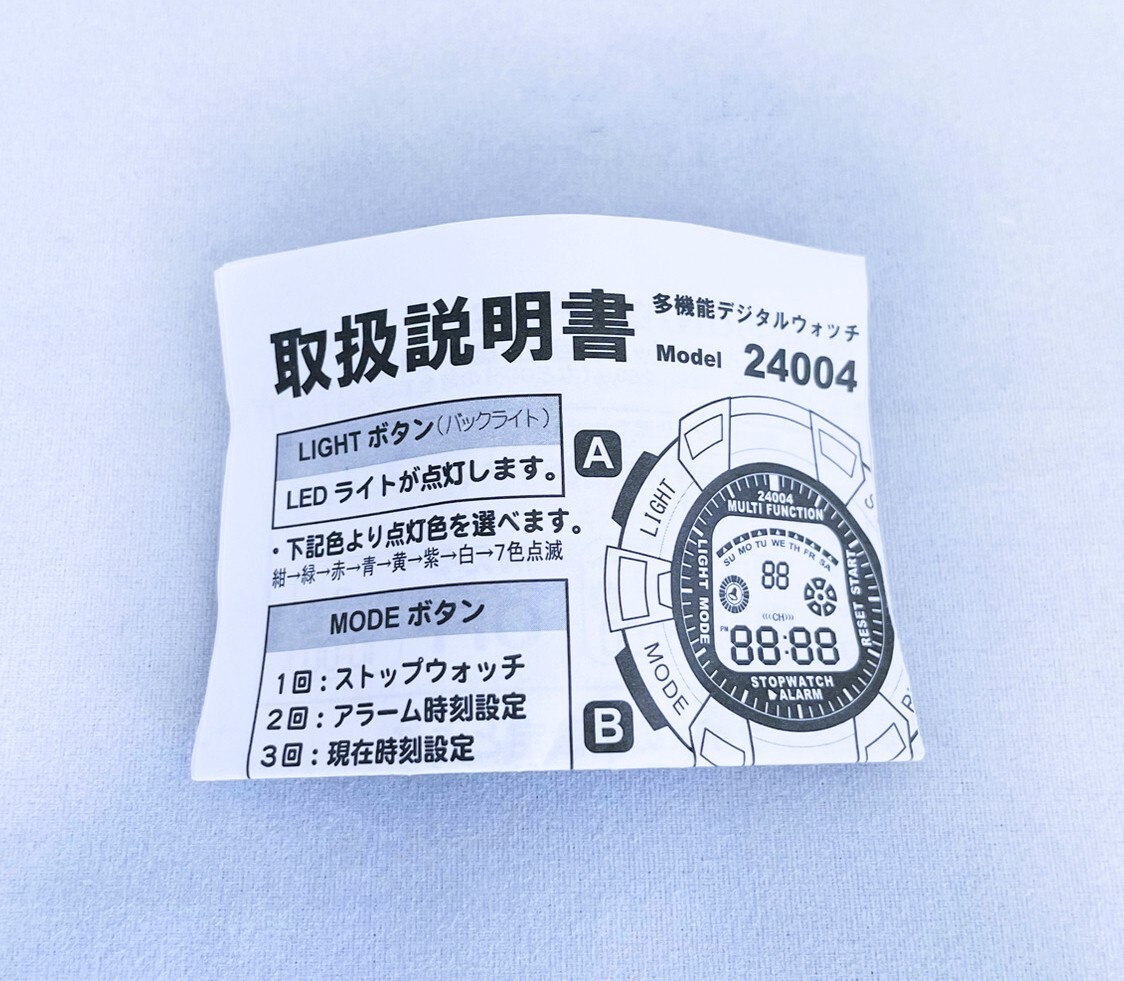 取扱説明書
多機能デジタルウォッチ
Model 24004
LIGHT ボタン(バックライト)
LEDライトが点灯します。
・下記色より点灯色を選べます。
紺→緑→赤→青→黄→紫→白→7色点滅
MODE ボタン
1回:ストップウォッチ
2回:アラーム時刻設定
3回:現在時刻設定
A
LIGHT
B
MODE
24004
MULTI FUNCTION
LIGHT MODE
RESET START
SU MO TU WE TH FR SA
88
(((CH)))
PM
88:88
STOPWATCH
ALARM